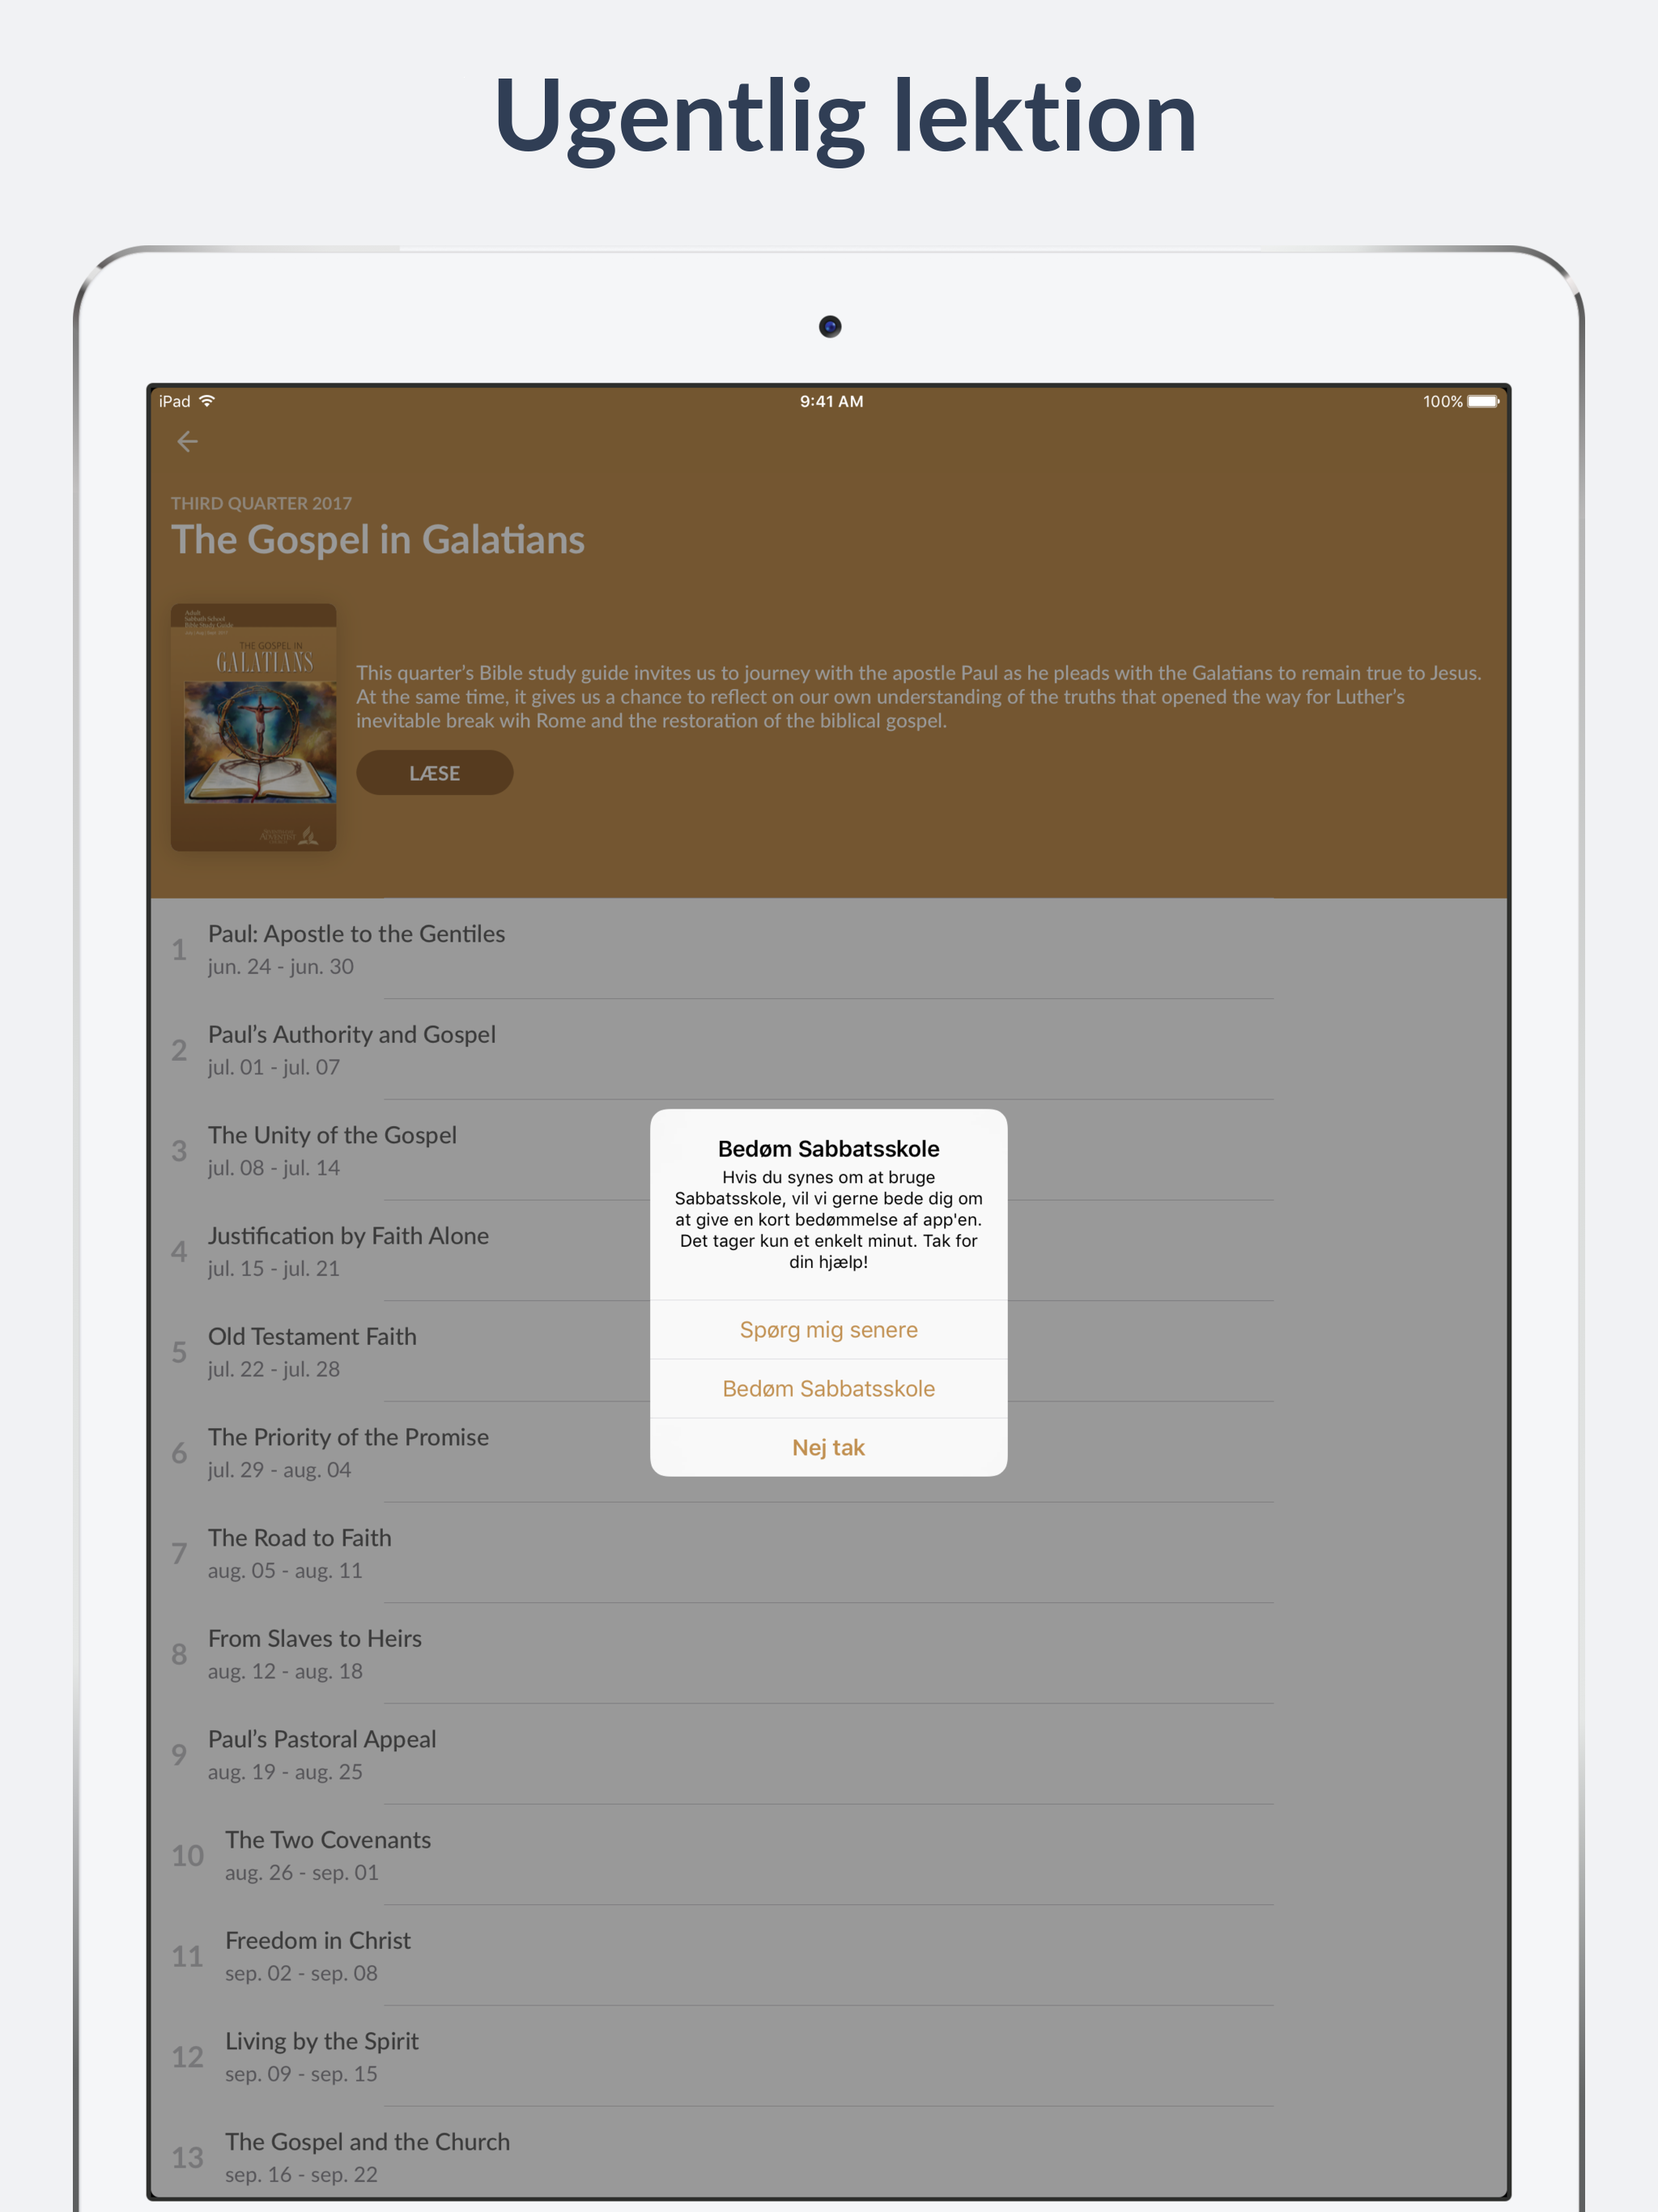 Ugentlig lektion
iPad
9:41 AM
100%
THIRD QUARTER 2017
The Gospel in Galatians
Adult
Sabbath School
Bible Study Guide
THE GOSPEL IN
GALATIANS
ADVENTIST
This quarter’s Bible study guide invites us to journey with the apostle Paul as he pleads with the Galatians to remain true to Jesus.
At the same time, it gives us a chance to reflect on our own understanding of the truths that opened the way for Luther’s
inevitable break wih Rome and the restoration of the biblical gospel.
LÆSE
1
Paul: Apostle to the Gentiles
jun. 24 - jun. 30
2
Paul’s Authority and Gospel
jul. 01 - jul. 07
3
The Unity of the Gospel
jul. 08 - jul. 14
4
Justification by Faith Alone
jul. 15 - jul. 21
5
Old Testament Faith
jul. 22 - jul. 28
6
The Priority of the Promise
jul. 29 - aug. 04
7
The Road to Faith
aug. 05 - aug. 11
8
From Slaves to Heirs
aug. 12 - aug. 18
9
Paul’s Pastoral Appeal
aug. 19 - aug. 25
10
The Two Covenants
aug. 26 - sep. 01
11
Freedom in Christ
sep. 02 - sep. 08
12
Living by the Spirit
sep. 09 - sep. 15
13
The Gospel and the Church
sep. 16 - sep. 22
Bedøm Sabbatsskole
Hvis du synes om at bruge
Sabbatsskole, vil vi gerne bede dig om
at give en kort bedømmelse af app'en.
Det tager kun et enkelt minut. Tak for
din hjælp!
Spørg mig senere
Bedøm Sabbatsskole
Nej tak